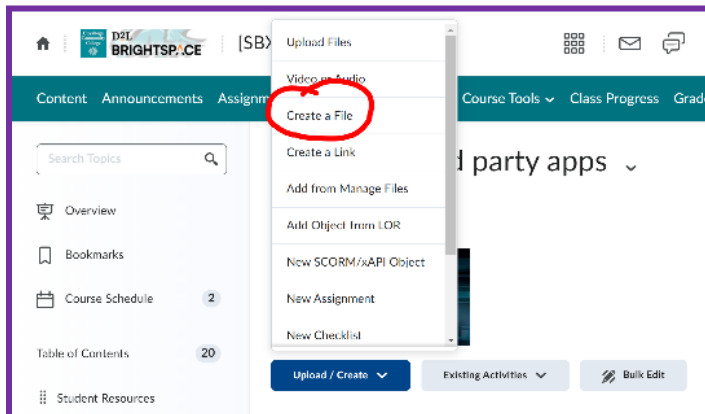 D2L
BRIGHTSPACE
[SBX
Content Announcements Assignm
Course Tools Class Progress Grad
Search Topics
Overview
Bookmarks
Course Schedule 2
Table of Contents 20
Student Resources
Upload Files
Video or Audio
Create a File
Create a Link
Add from Manage Files
Add Object from LOR
New SCORM/xAPI Object
New Assignment
New Checklist
d party apps
Upload / Create
Existing Activities
Bulk Edit